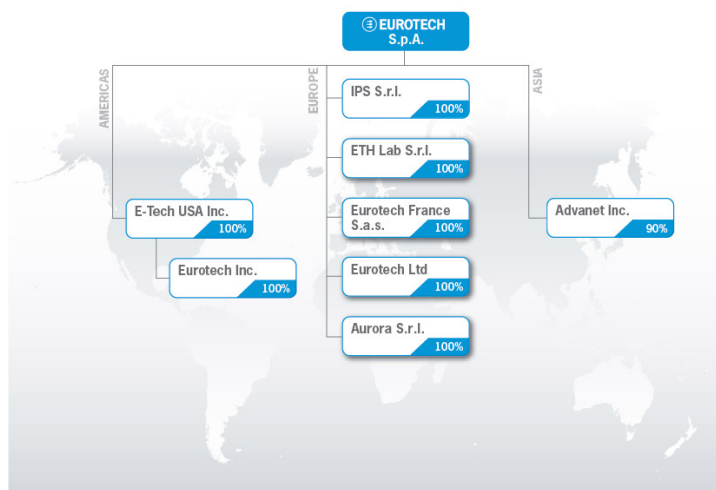 EUROTECH
S.p.A.
AMERICAS
EUROPE
ASIA
IPS S.r.l.
100%
ETH Lab S.r.l.
100%
E-Tech USA Inc.
100%
Eurotech France
S.a.s.
100%
Advanet Inc.
90%
Eurotech Inc.
100%
Eurotech Ltd
100%
Aurora S.r.l.
100%